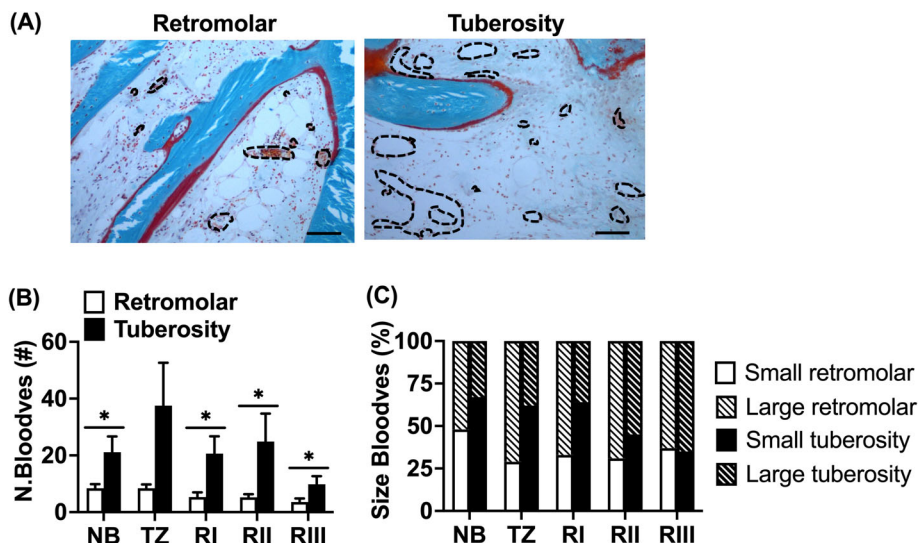 (A)
Retromolar Tuberosity
(B)
Retromolar
Tuberosity
N.Bloodves (#)
60
40
20
0
* * * *
NB TZ RI RII RIII
(C)
Size Bloodves (%)
100
75
50
25
0
NB TZ RI RII RIII
Small retromolar
Large retromolar
Small tuberosity
Large tuberosity